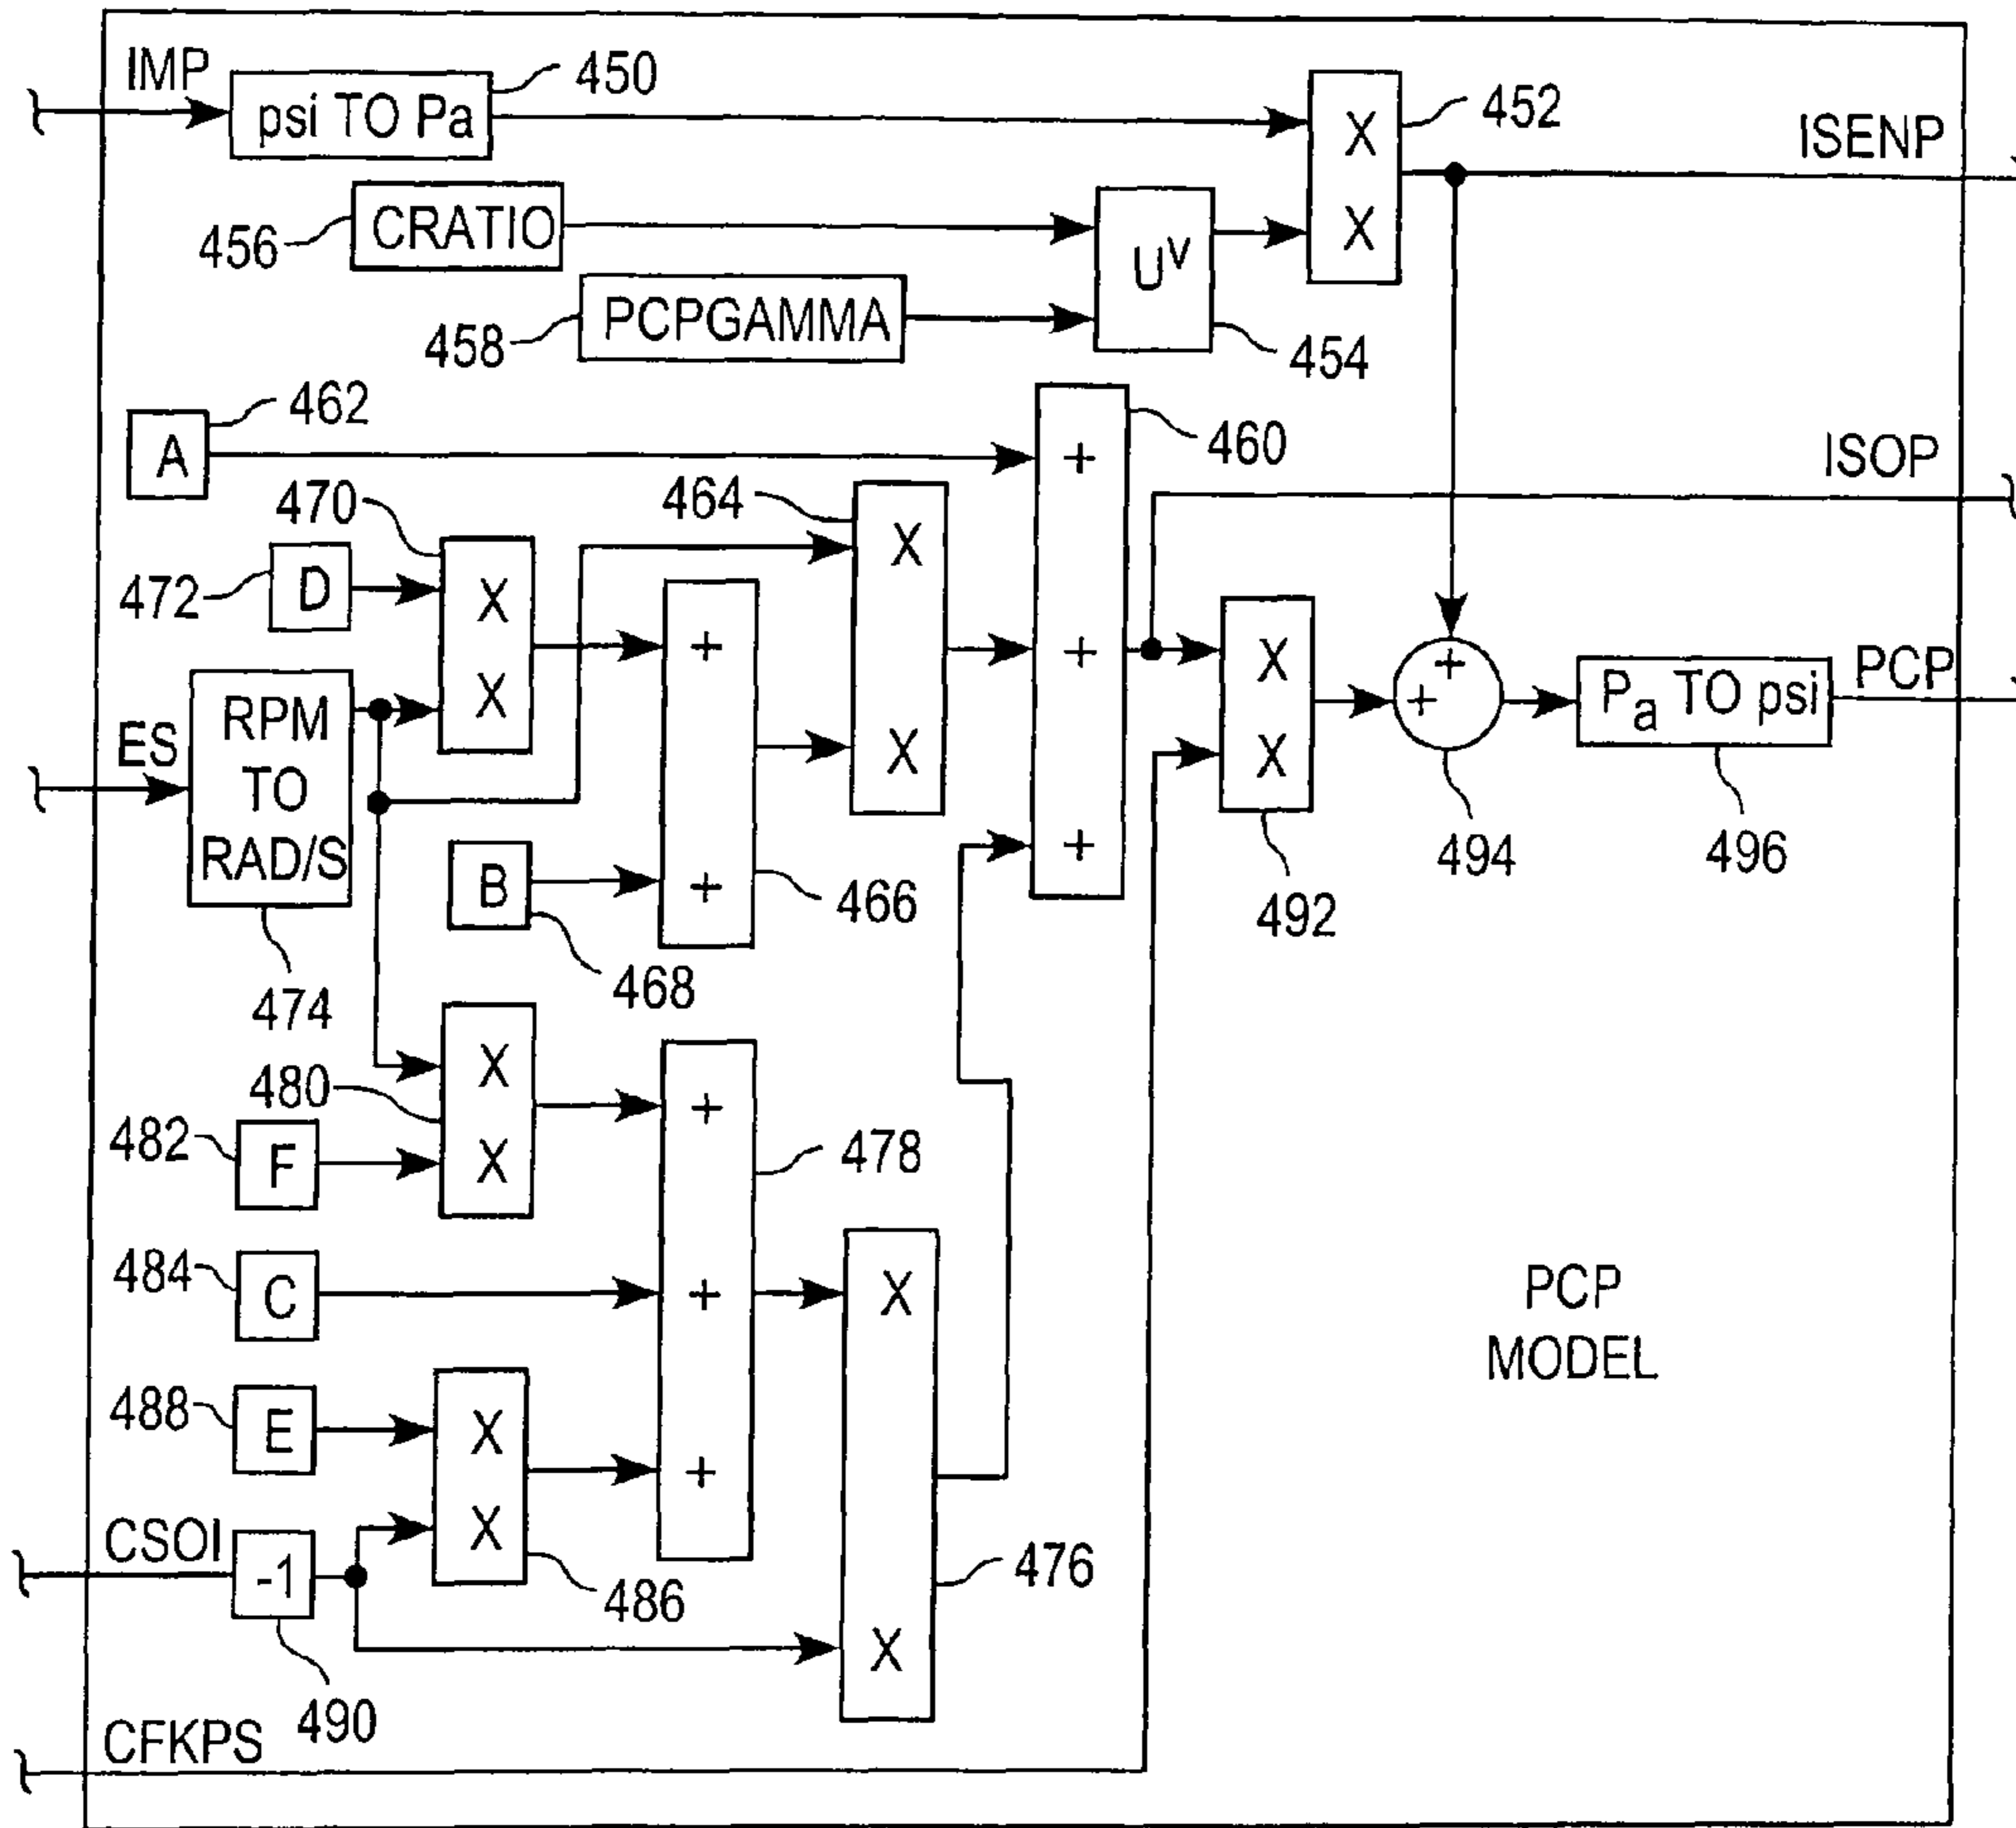 IMP
psi TO Pa
450
X
X
452
ISENP
456
CRATIO
458
PCPGAMMA
U^V
454
462
A
460
+
+
+
ISOP
470
464
472
D
X
X
X
X
+
+
ES
RPM
TO
RAD/S
474
B
468
466
X
X
492
+
+
494
Pa TO psi
496
PCP
480
X
X
482
F
478
+
+
+
484
C
488
E
X
X
486
X
X
476
CSOI
-1
490
CFKPS
PCP
MODEL